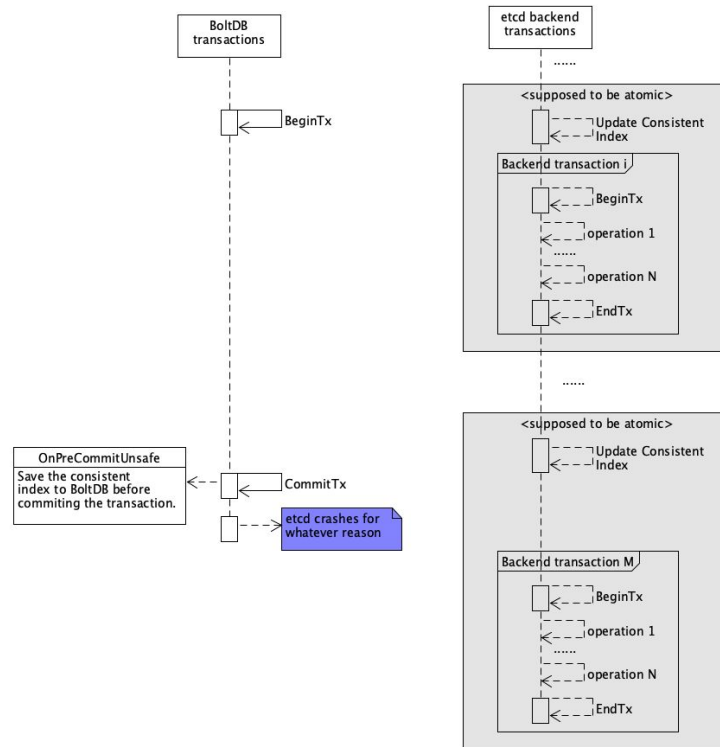 BoltDB
transactions
BeginTx
OnPreCommitUnsafe
Save the consistent
index to BoltDB before
commiting the transaction.
CommitTx
etcd crashes for
whatever reason
etcd backend
transactions
......
<supposed to be atomic>
Update Consistent
Index
Backend transaction i
BeginTx
operation 1
......
operation N
EndTx
......
<supposed to be atomic>
Update Consistent
Index
Backend transaction M
BeginTx
operation 1
......
operation N
EndTx